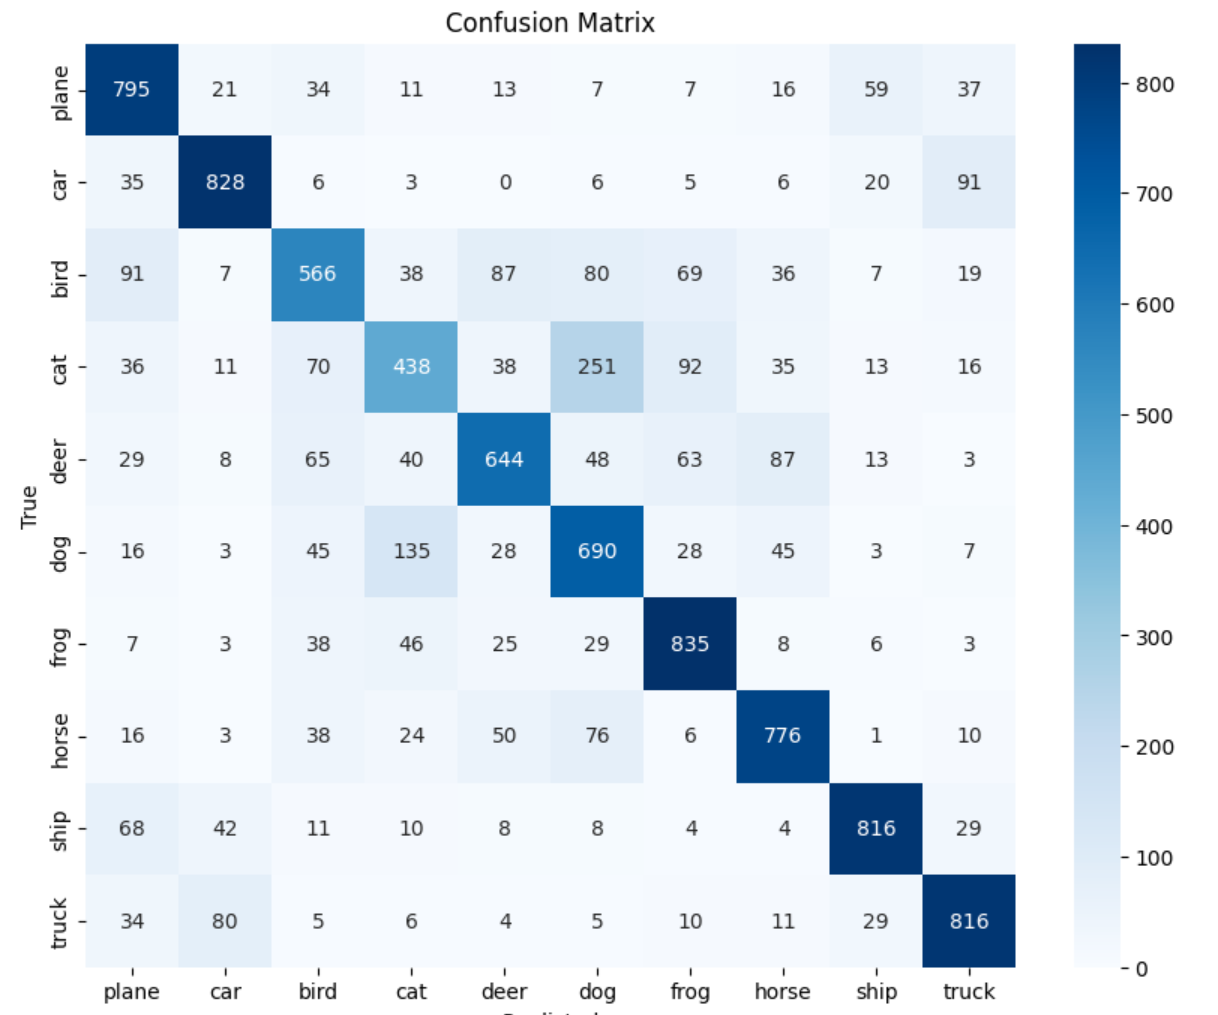 Confusion Matrix
plane 795 21 34 11 13 7 7 16 59 37
car 35 828 6 3 0 6 5 6 20 91
bird 91 7 566 38 87 80 69 36 7 19
cat 36 11 70 438 38 251 92 35 13 16
deer 29 8 65 40 644 48 63 87 13 3
True
dog 16 3 45 135 28 690 28 45 3 7
frog 7 3 38 46 25 29 835 8 6 3
horse 16 3 38 24 50 76 6 776 1 10
ship 68 42 11 10 8 8 4 4 816 29
truck 34 80 5 6 4 5 10 11 29 816
plane car bird cat deer dog frog horse ship truck
800
700
600
500
400
300
200
100
0